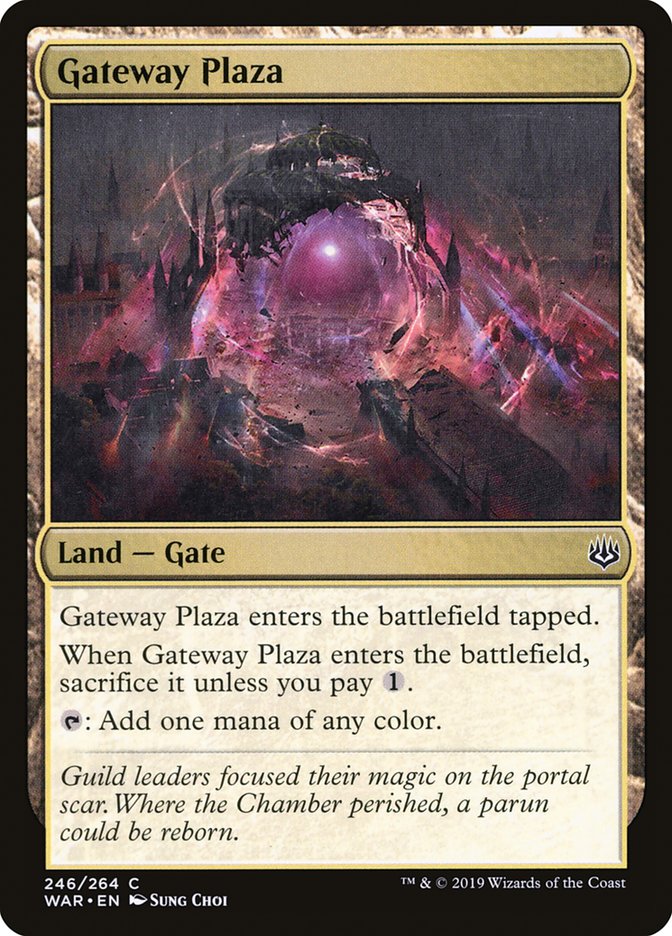 Gateway Plaza
Land — Gate
Gateway Plaza enters the battlefield tapped.
When Gateway Plaza enters the battlefield,
sacrifice it unless you pay 1.
: Add one mana of any color.
Guild leaders focused their magic on the portal
scar. Where the Chamber perished, a parun
could be reborn.
246/264 C
™ & © 2019 Wizards of the Coast
WAR • EN Sung Choi